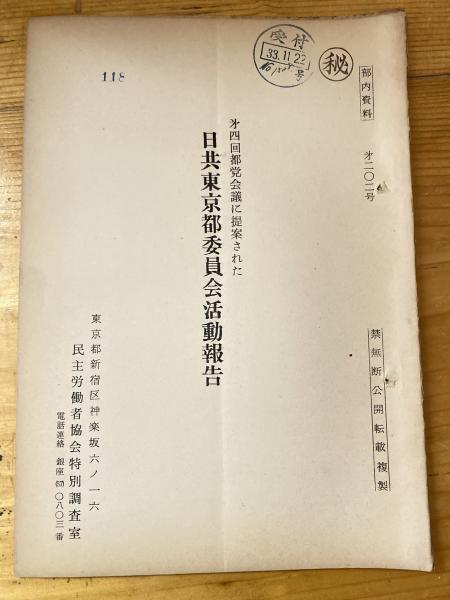 部内資料
㊙
受付
33.11.22
号
118
才二〇二号
禁無断公開転載複製
才四回都党会議に提案された
日共東京都委員会活動報告
東京都新宿区神楽坂六ノ一六
民主労働者協会特別調査室
電話連絡 銀座 〇八〇三番